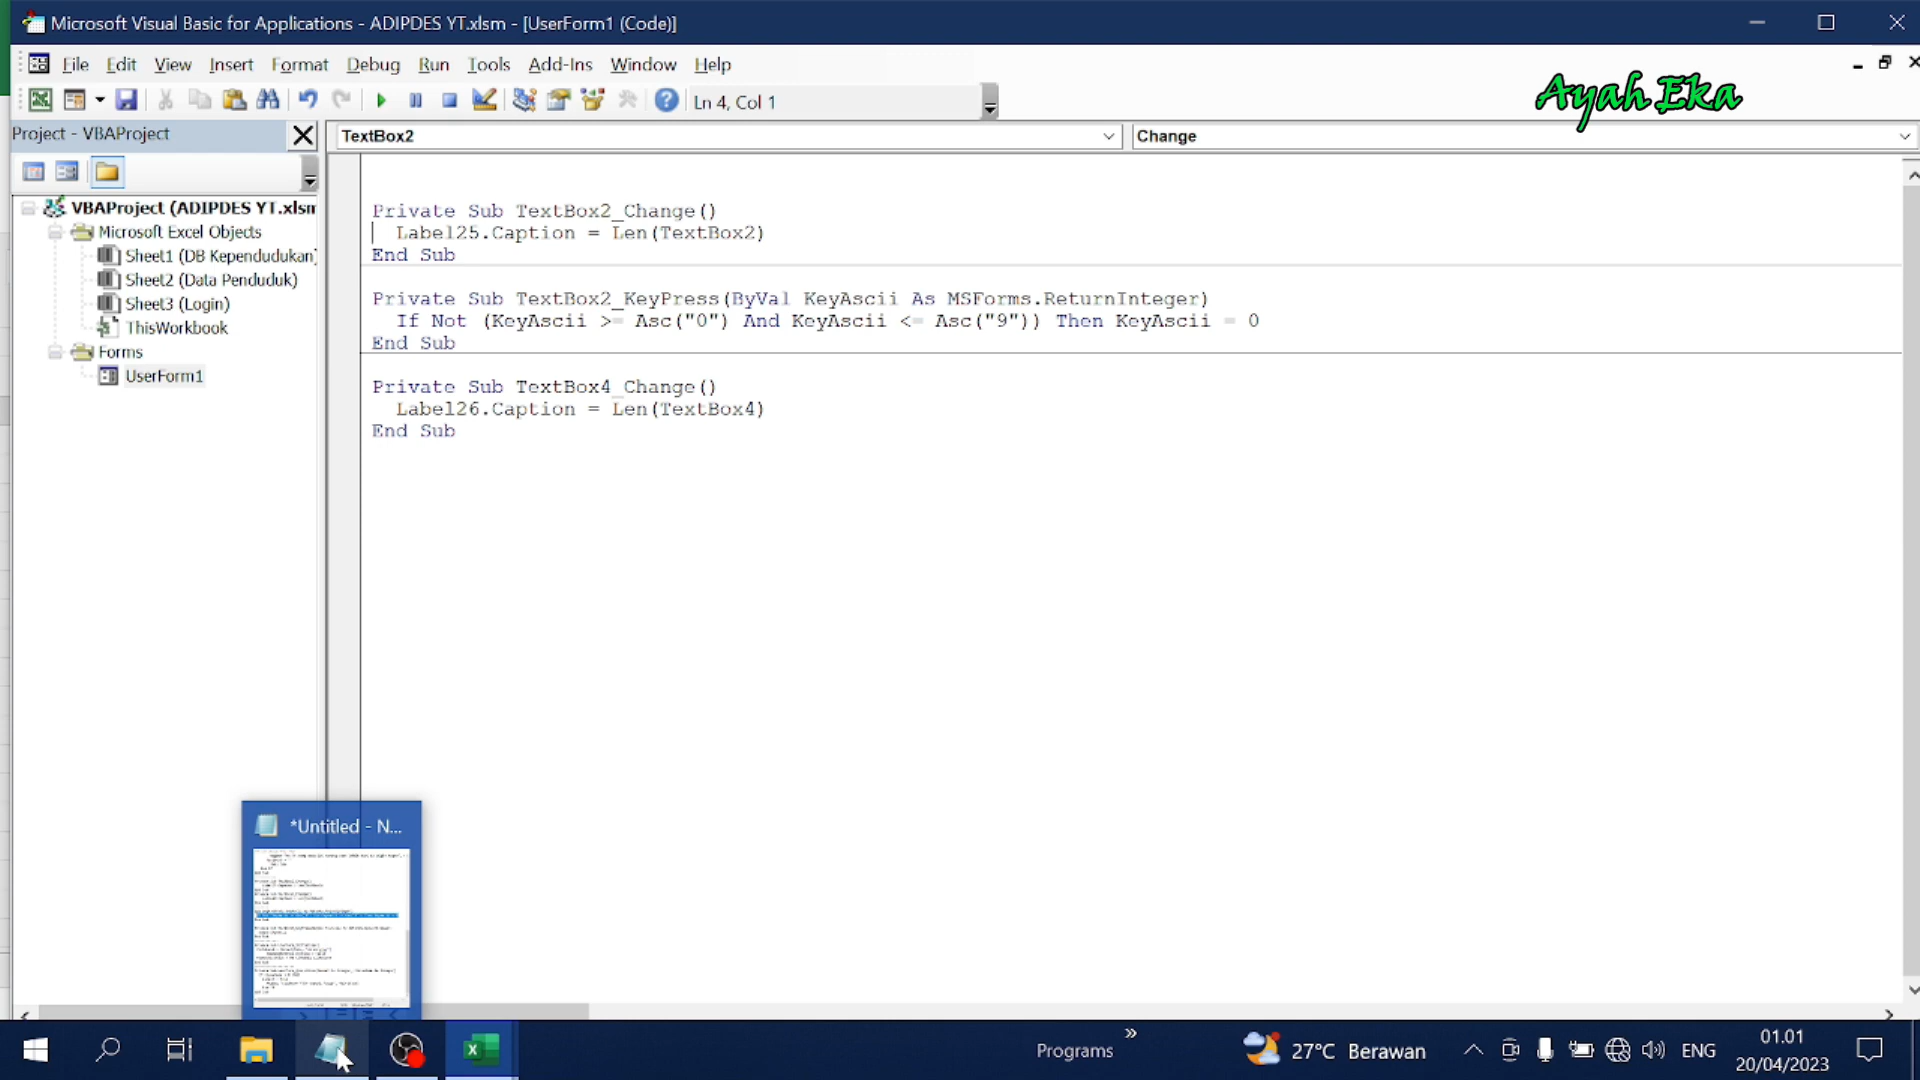 Microsoft Visual Basic for Applications - ADIPDES YT.xlsm - [UserForm1 (Code)]
File Edit View Insert Format Debug Run Tools Add-Ins Window Help
Ln 4, Col 1
Ayah Eka
Project - VBAProject
TextBox2
Change
VBAProject (ADIPDES YT.xlsm
Microsoft Excel Objects
Sheet1 (DB Kependudukan)
Sheet2 (Data Penduduk)
Sheet3 (Login)
ThisWorkbook
Forms
UserForm1
Private Sub TextBox2_Change()
Label25.Caption = Len(TextBox2)
End Sub
Private Sub TextBox2_KeyPress(ByVal KeyAscii As MSForms.ReturnInteger)
If Not (KeyAscii >= Asc("0") And KeyAscii <= Asc("9")) Then KeyAscii = 0
End Sub
Private Sub TextBox4_Change()
Label26.Caption = Len(TextBox4)
End Sub
*Untitled - N...
Programs
27°C Berawan
ENG
01.01
20/04/2023